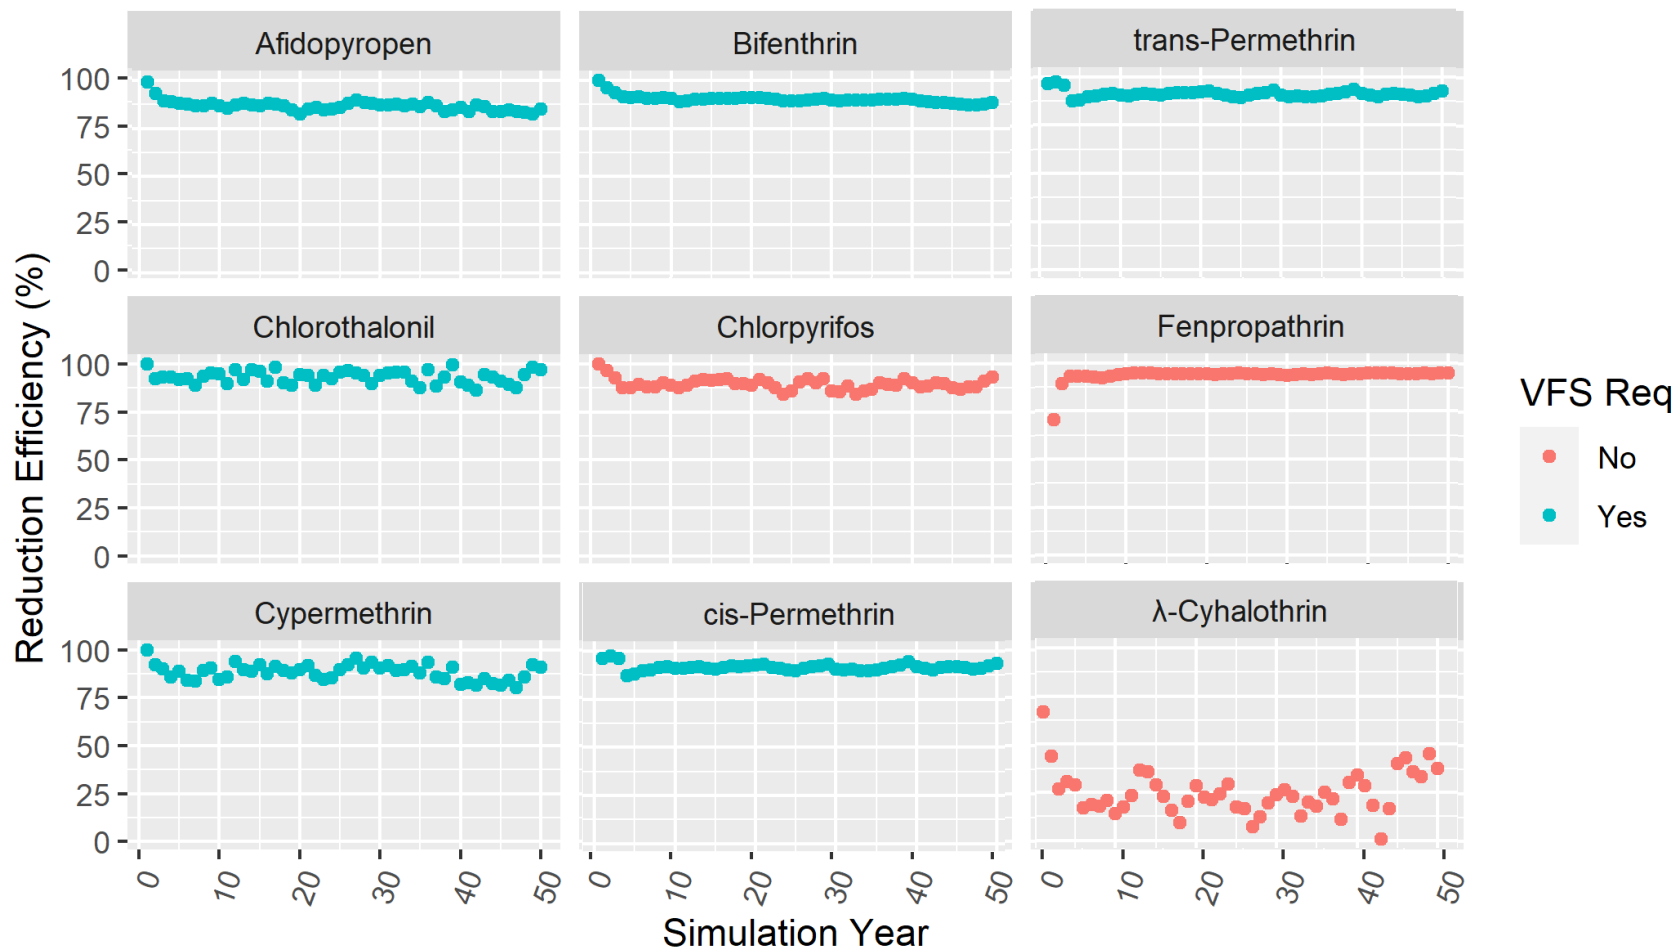 Afidopyropen
Bifenthrin
trans-Permethrin
100
75
50
25
0
Chlorothalonil
Chlorpyrifos
Fenpropathrin
100
75
50
25
0
Cypermethrin
cis-Permethrin
λ-Cyhalothrin
100
75
50
25
0
0 10 20 30 40 50
0 10 20 30 40 50
0 10 20 30 40 50
Simulation Year
Reduction Efficiency (%)
VFS Req
No
Yes